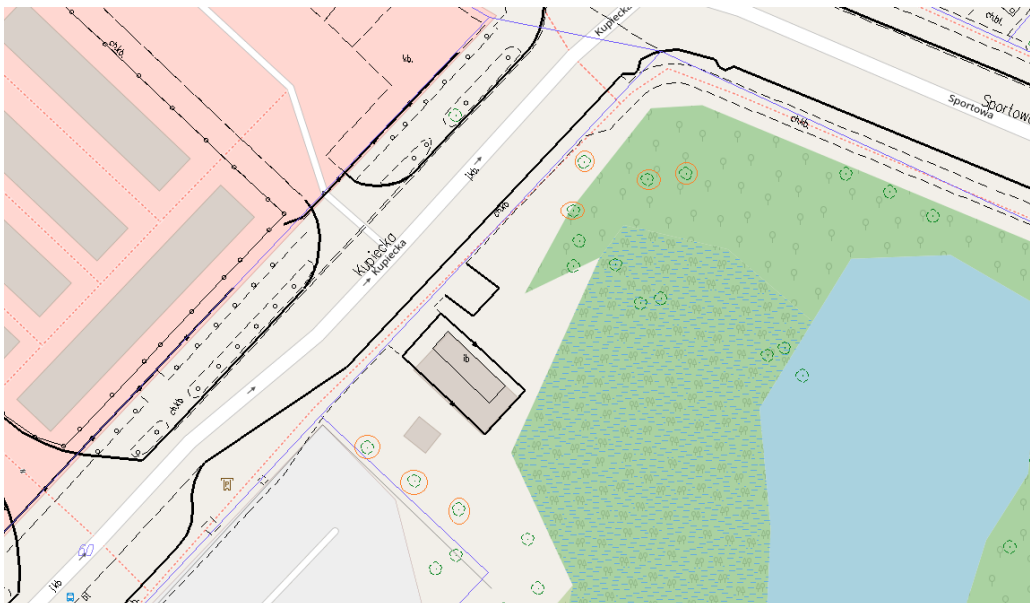 Kupiecka
ch.bl.
ch.kb.
kb.
Sportowa
Sportowa
ch.kb.
j.kb.
ch.kb
Kupiecka
Kupiecka
ch.kb
60
j.kb
bl